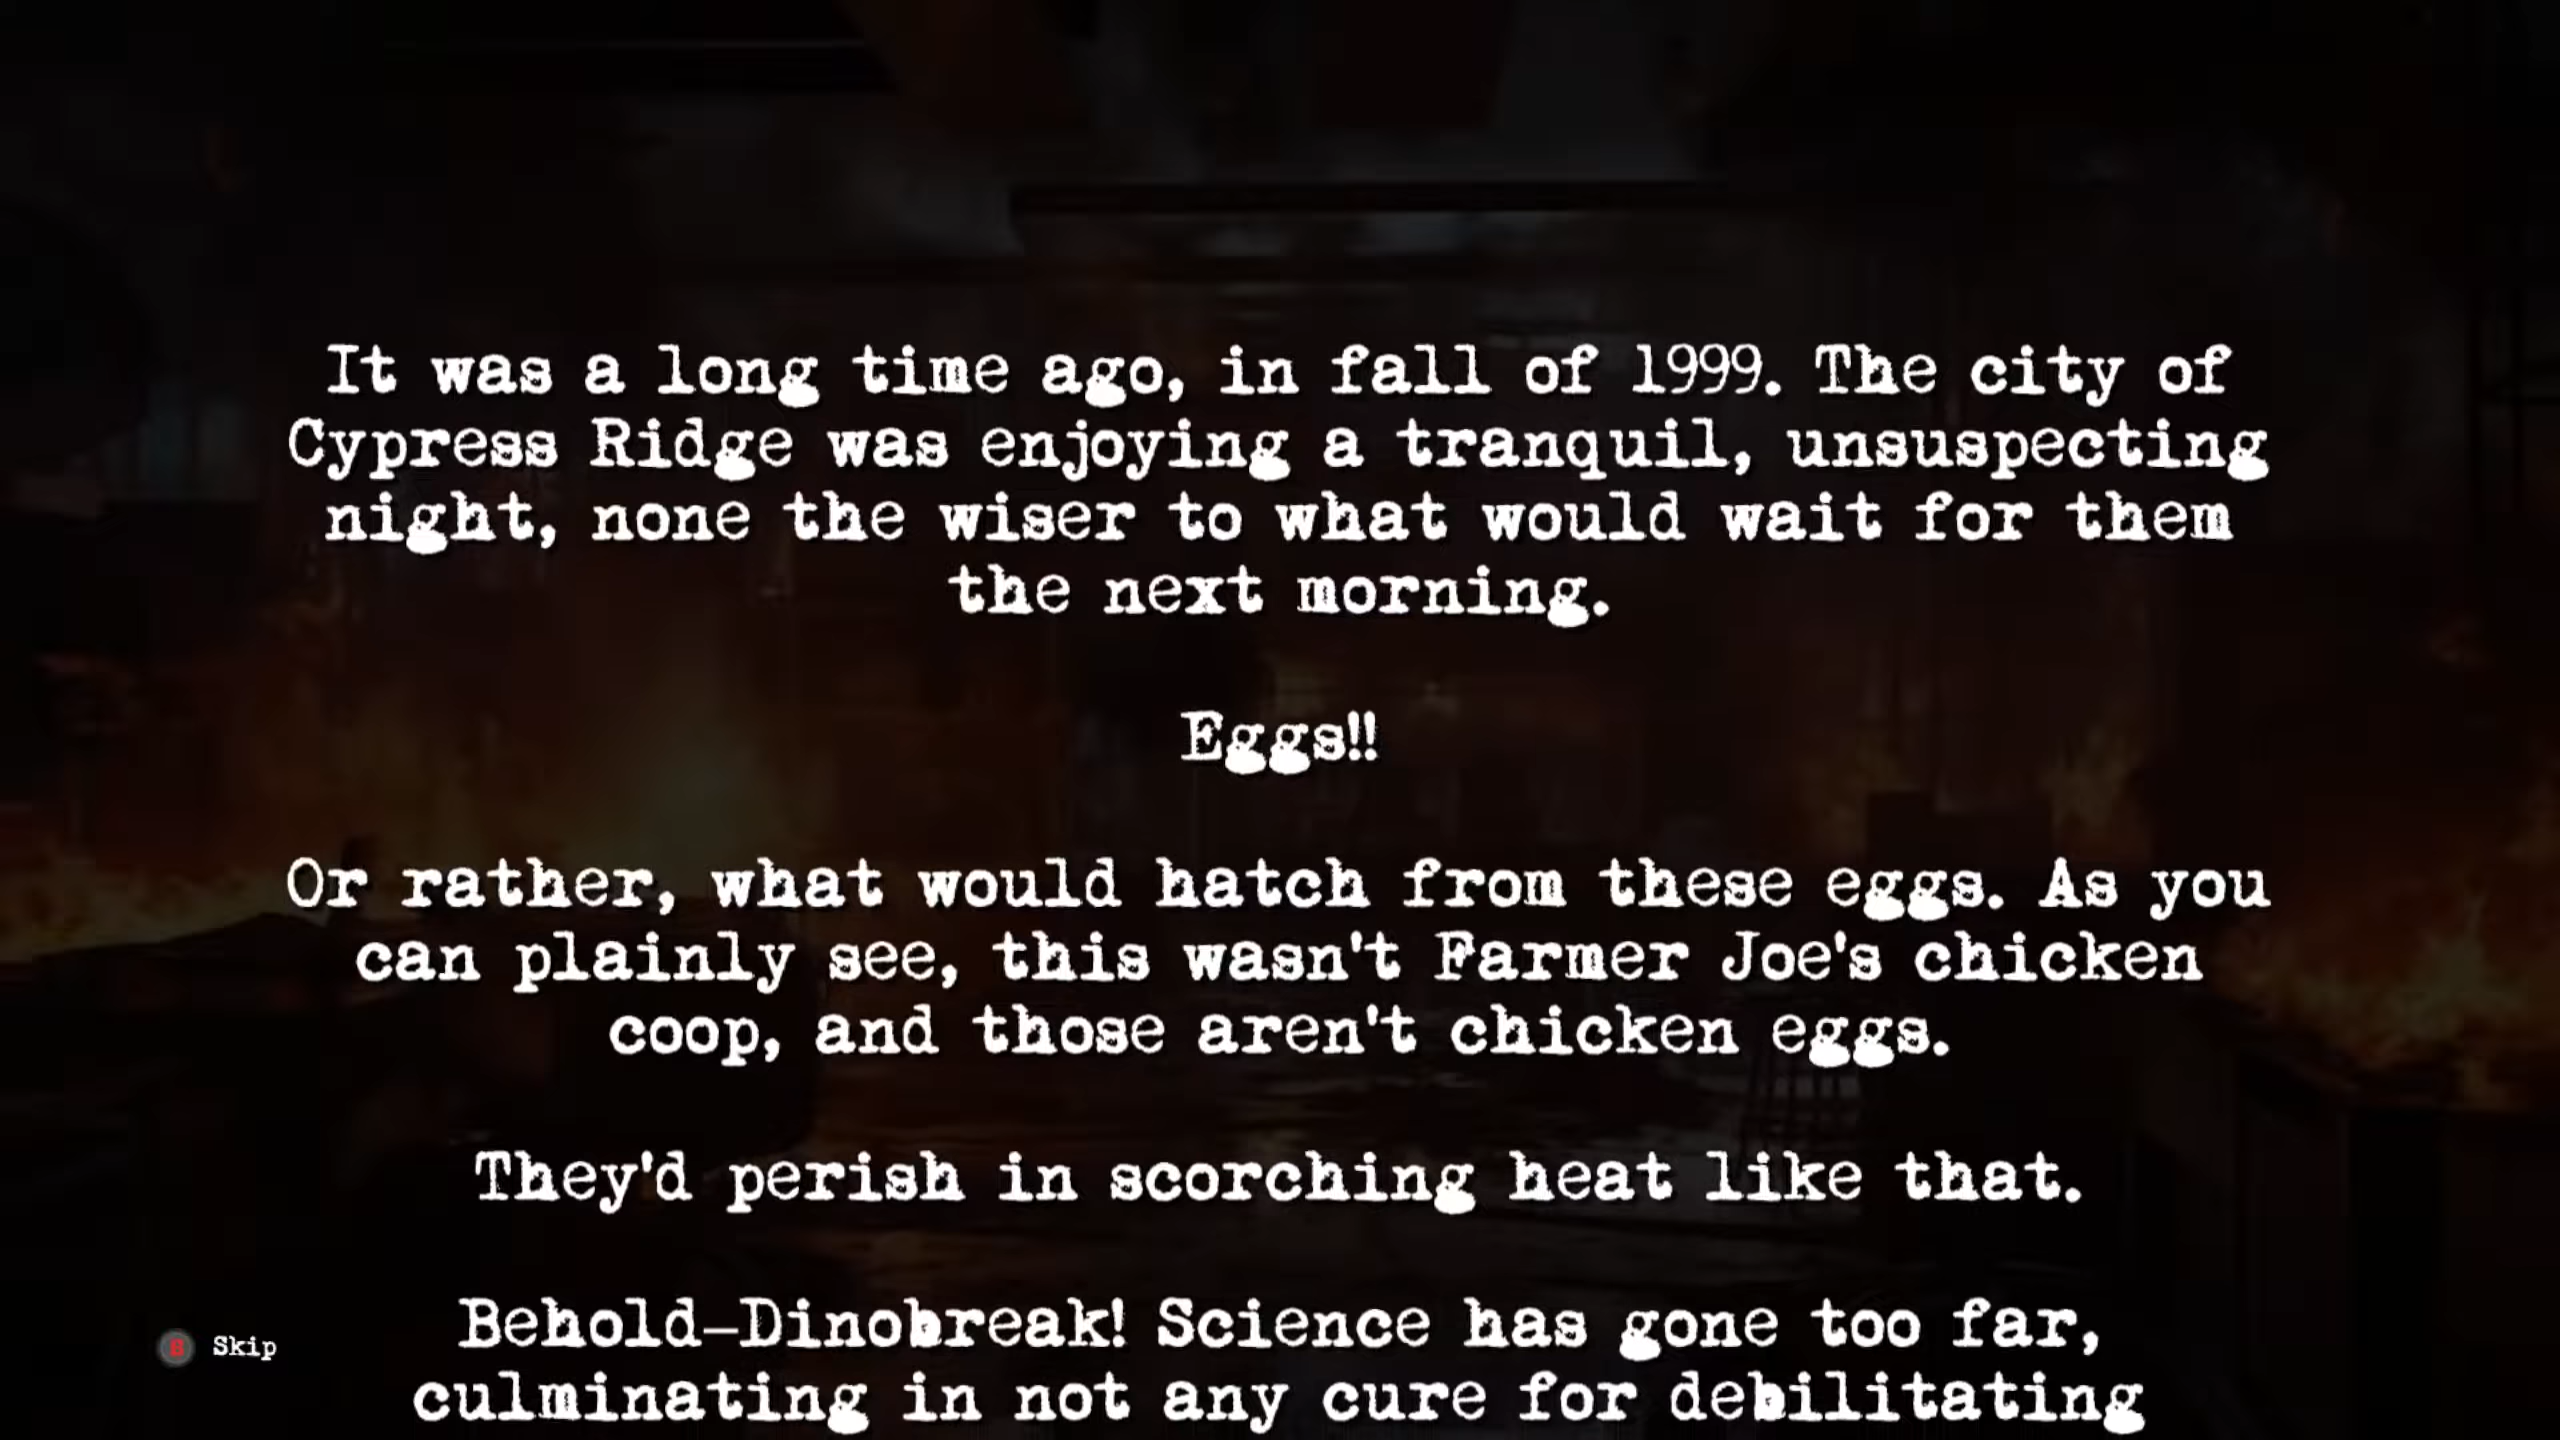 It was a long time ago, in fall of 1999. The city of
Cypress Ridge was enjoying a tranquil, unsuspecting
night, none the wiser to what would wait for them
the next morning.
Eggs!!
Or rather, what would hatch from these eggs. As you
can plainly see, this wasn't Farmer Joe's chicken
coop, and those aren't chicken eggs.
They'd perish in scorching heat like that.
Behold—Dinobreak! Science has gone too far,
culminating in not any cure for debilitating
B Skip